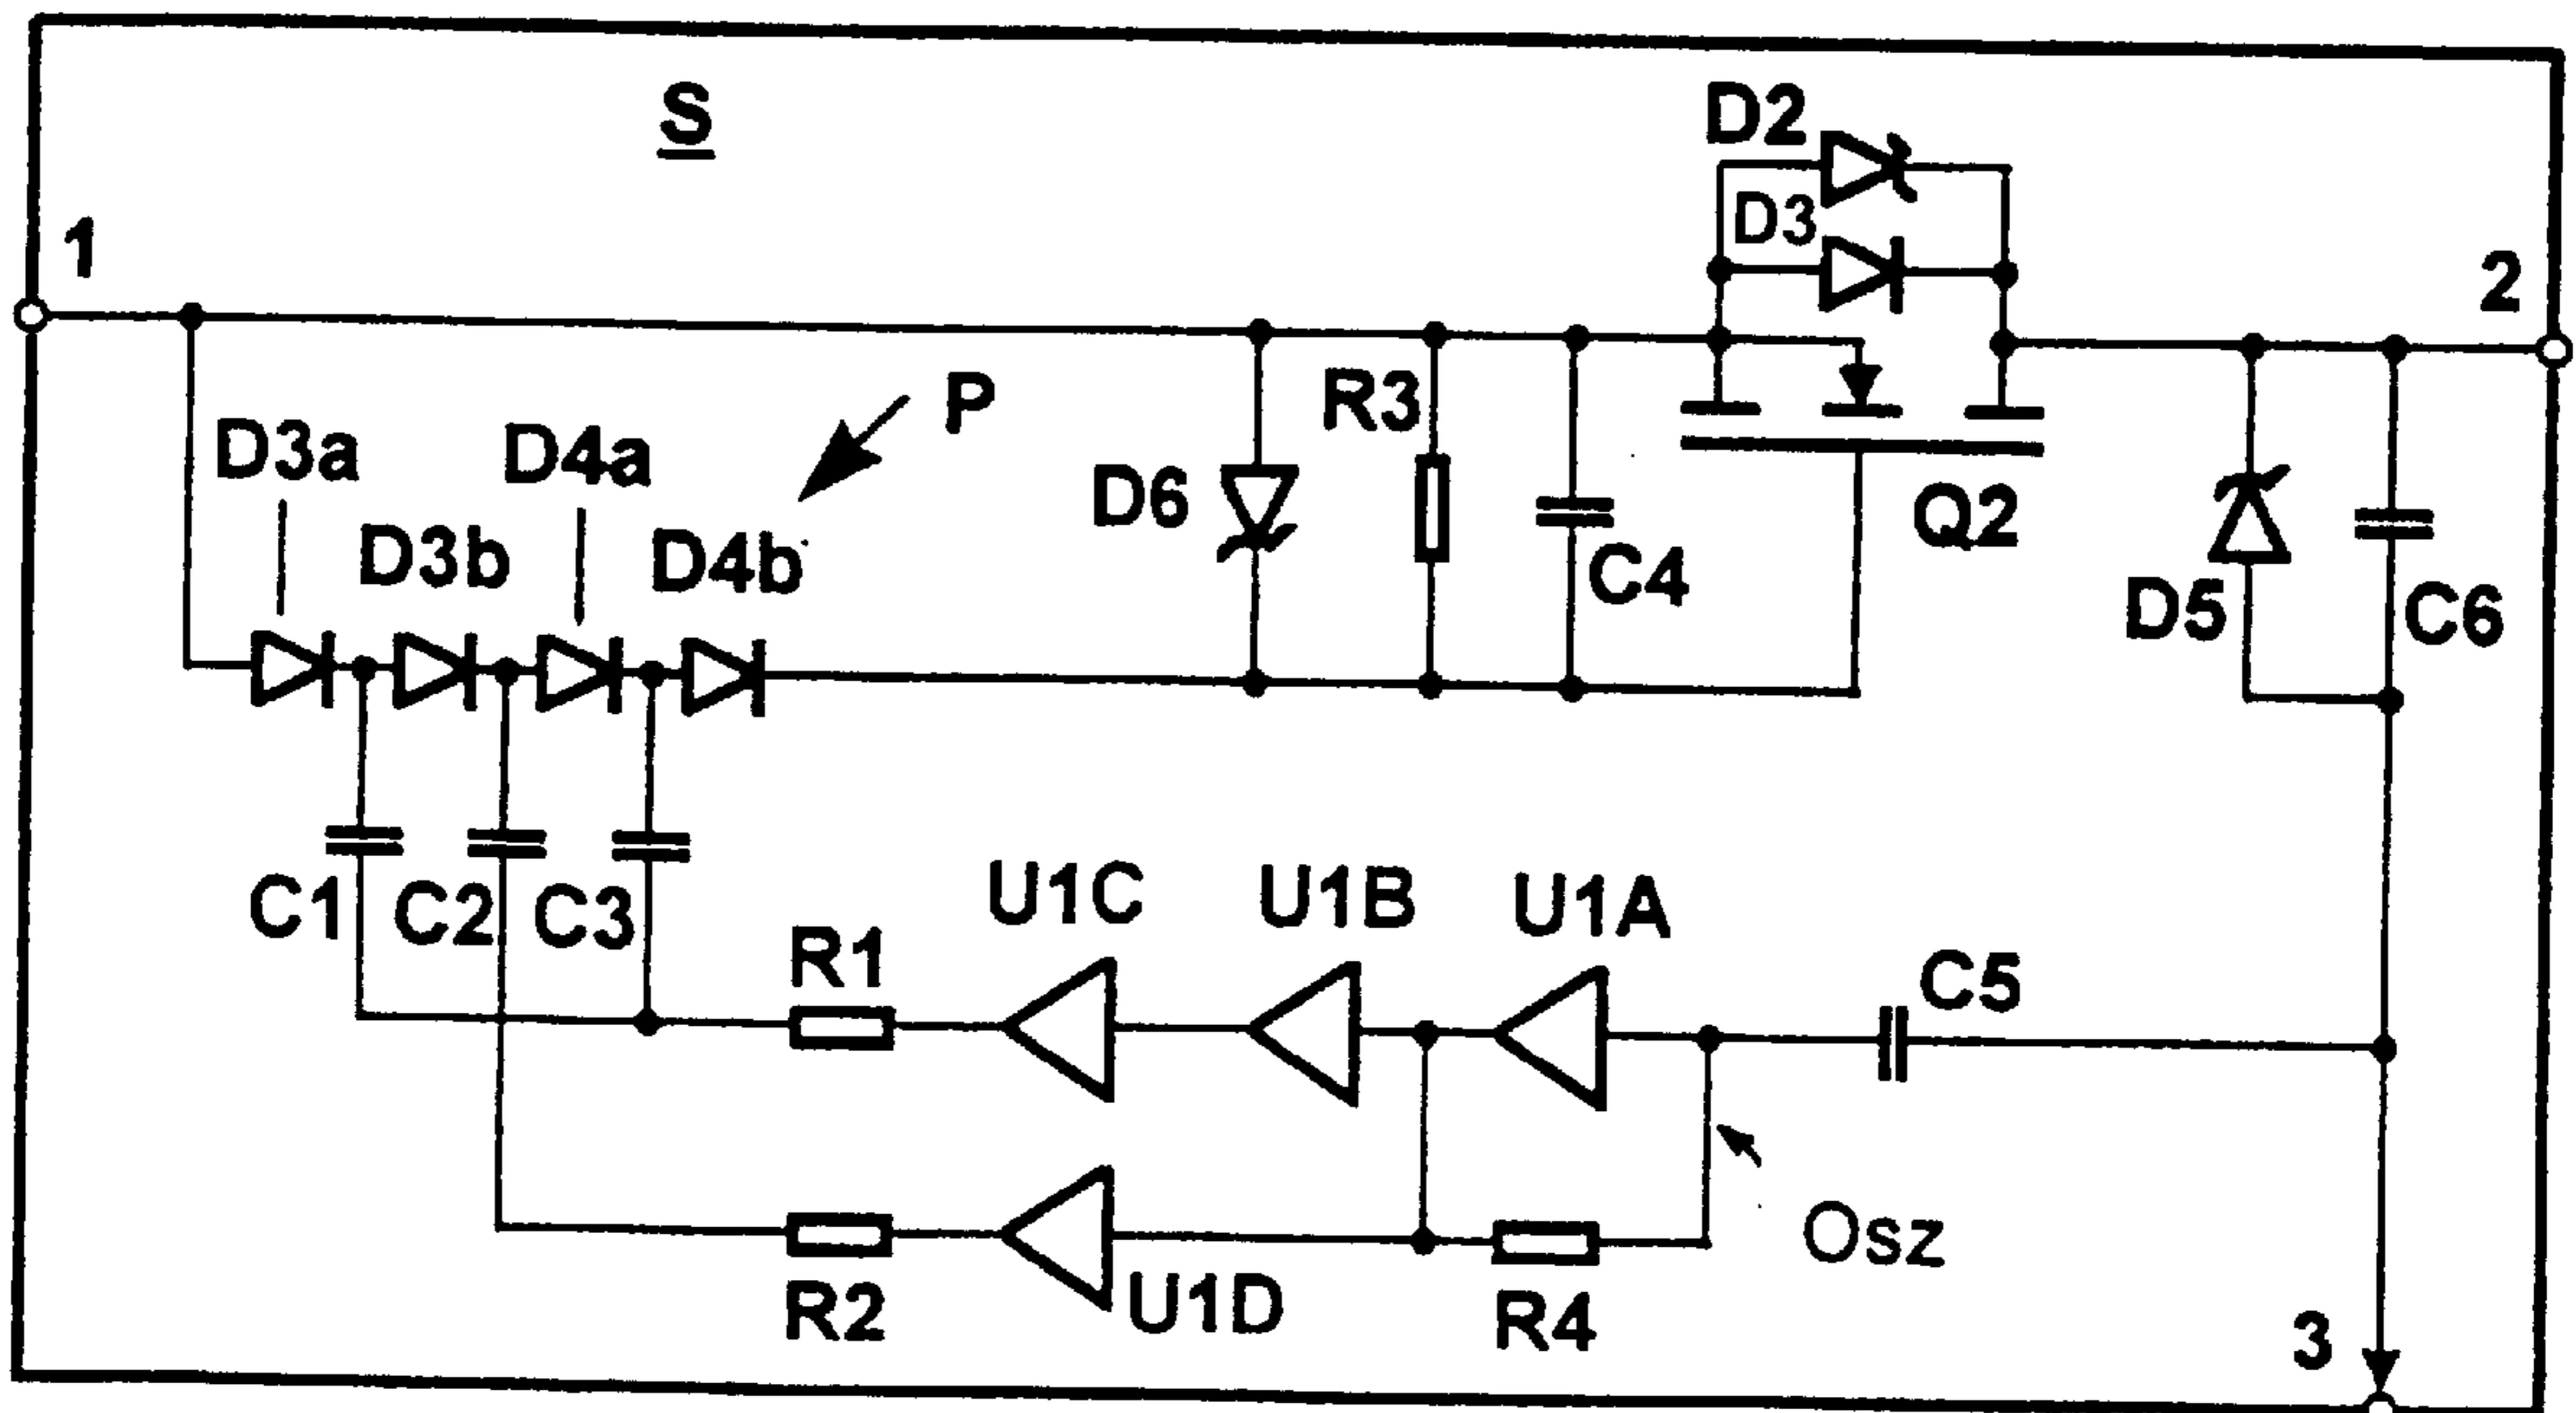 S
D2
D3
1
2
P
R3
D3a
D4a
D6
Q2
D3b
D4b
C4
D5
C6
C1
C2
C3
U1C
U1B
U1A
R1
C5
Osz
R2
U1D
R4
3